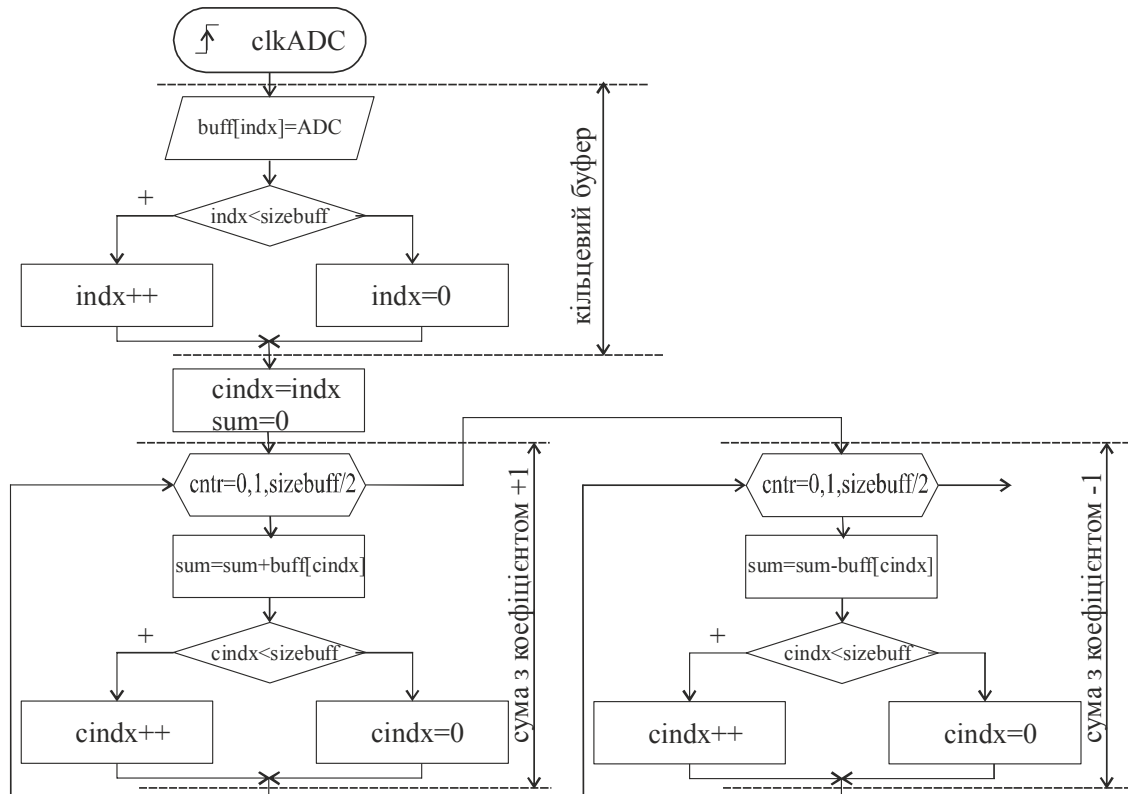 clkADC
buff[indx]=ADC
+
indx<sizebuff
indx++
indx=0
кільцевий буфер
cindx=indx
sum=0
cntr=0,1,sizebuff/2
sum=sum+buff[cindx]
+
cindx<sizebuff
cindx++
cindx=0
сума з коефіцієнтом +1
cntr=0,1,sizebuff/2
sum=sum-buff[cindx]
+
cindx<sizebuff
cindx++
cindx=0
сума з коефіцієнтом -1